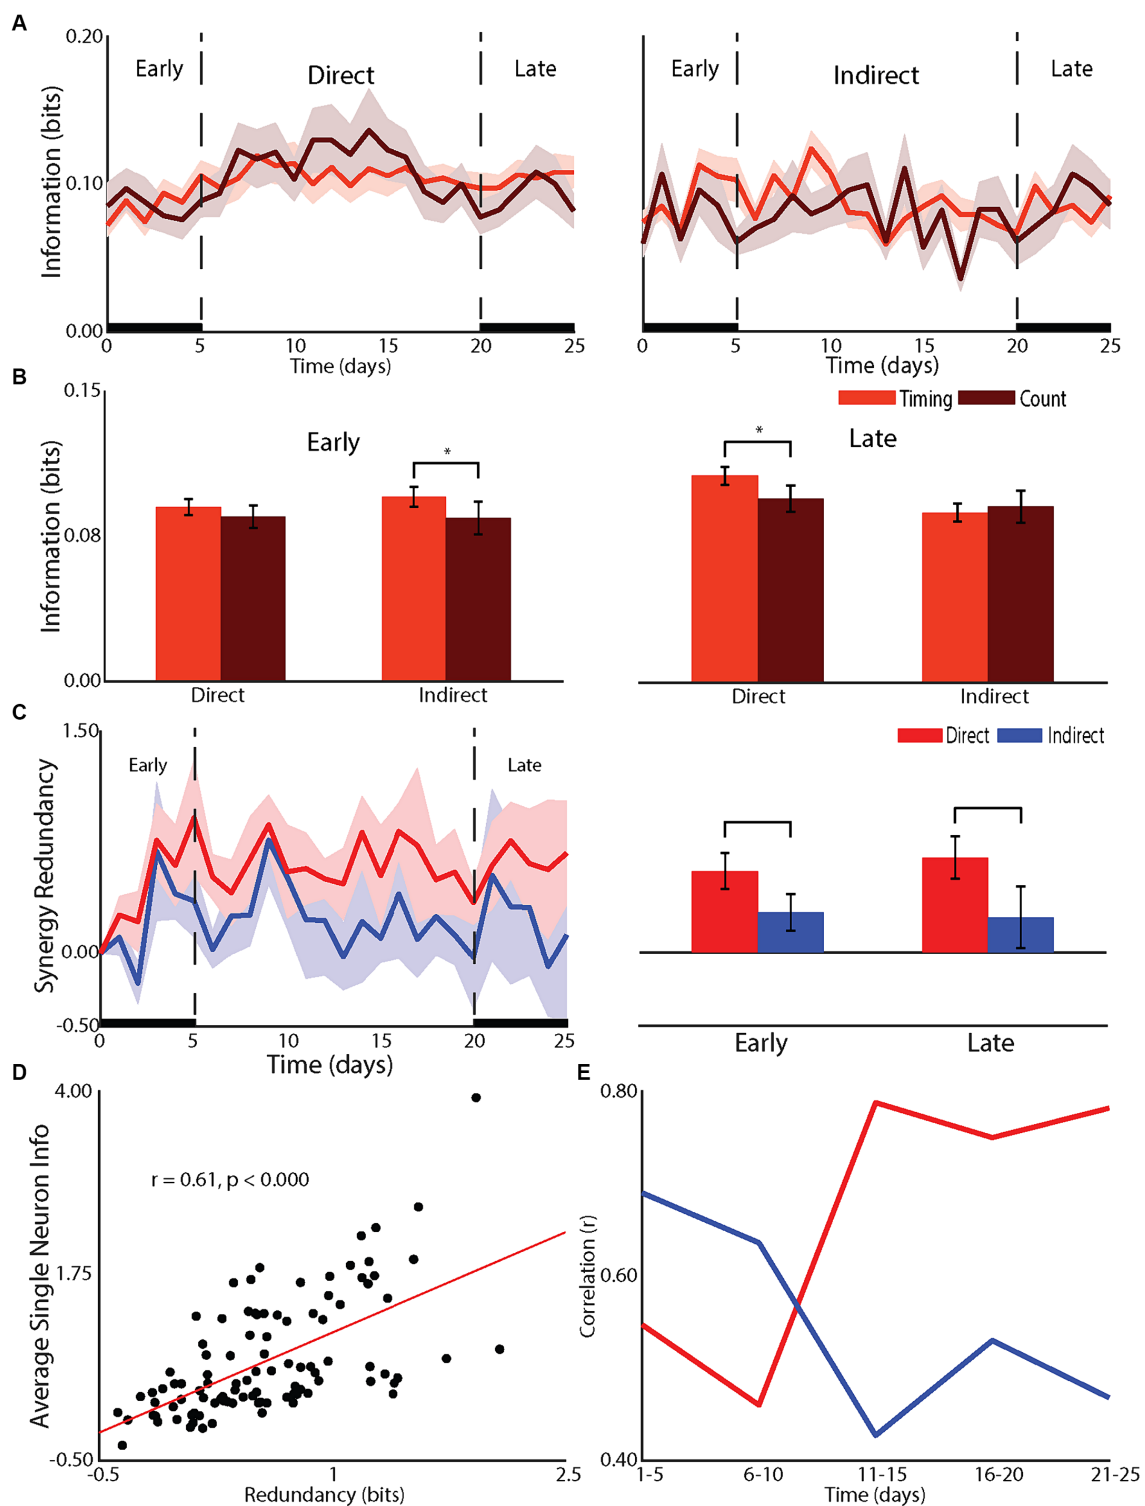 A
0.20
0.10
0.00
Information (bits)
Early
Direct
Late
0 5 10 15 20 25
Time (days)
Early
Indirect
Late
0 5 10 15 20 25
Time (days)
B
0.15
0.08
0.00
Information (bits)
Early
*
Direct Indirect
Timing Count
Late
*
Direct Indirect
C
1.50
0.00
-0.50
Synergy Redundancy
Early
Late
0 5 10 15 20 25
Time (days)
Direct Indirect
Early Late
D
4.00
1.75
-0.50
Average Single Neuron Info
r = 0.61, p < 0.000
-0.5 1 2.5
Redundancy (bits)
E
0.80
0.60
0.40
Correlation (r)
1-5 6-10 11-15 16-20 21-25
Time (days)